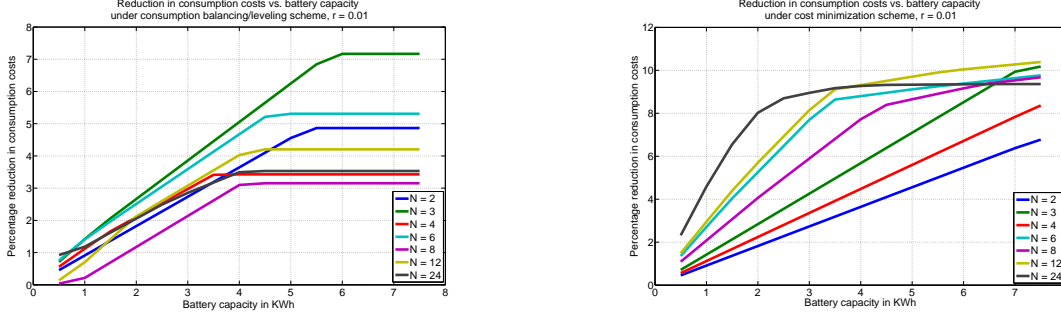 Reduction in consumption costs vs. battery capacity
under consumption balancing/leveling scheme, r = 0.01
Percentage reduction in consumption costs
8
7
6
5
4
3
2
1
0
0 1 2 3 4 5 6 7 8
Battery capacity in KWh
N = 2
N = 3
N = 4
N = 6
N = 8
N = 12
N = 24
Reduction in consumption costs vs. battery capacity
under cost minimization scheme, r = 0.01
Percentage reduction in consumption costs
12
10
8
6
4
2
0
0 1 2 3 4 5 6 7
Battery capacity in KWh
N = 2
N = 3
N = 4
N = 6
N = 8
N = 12
N = 24